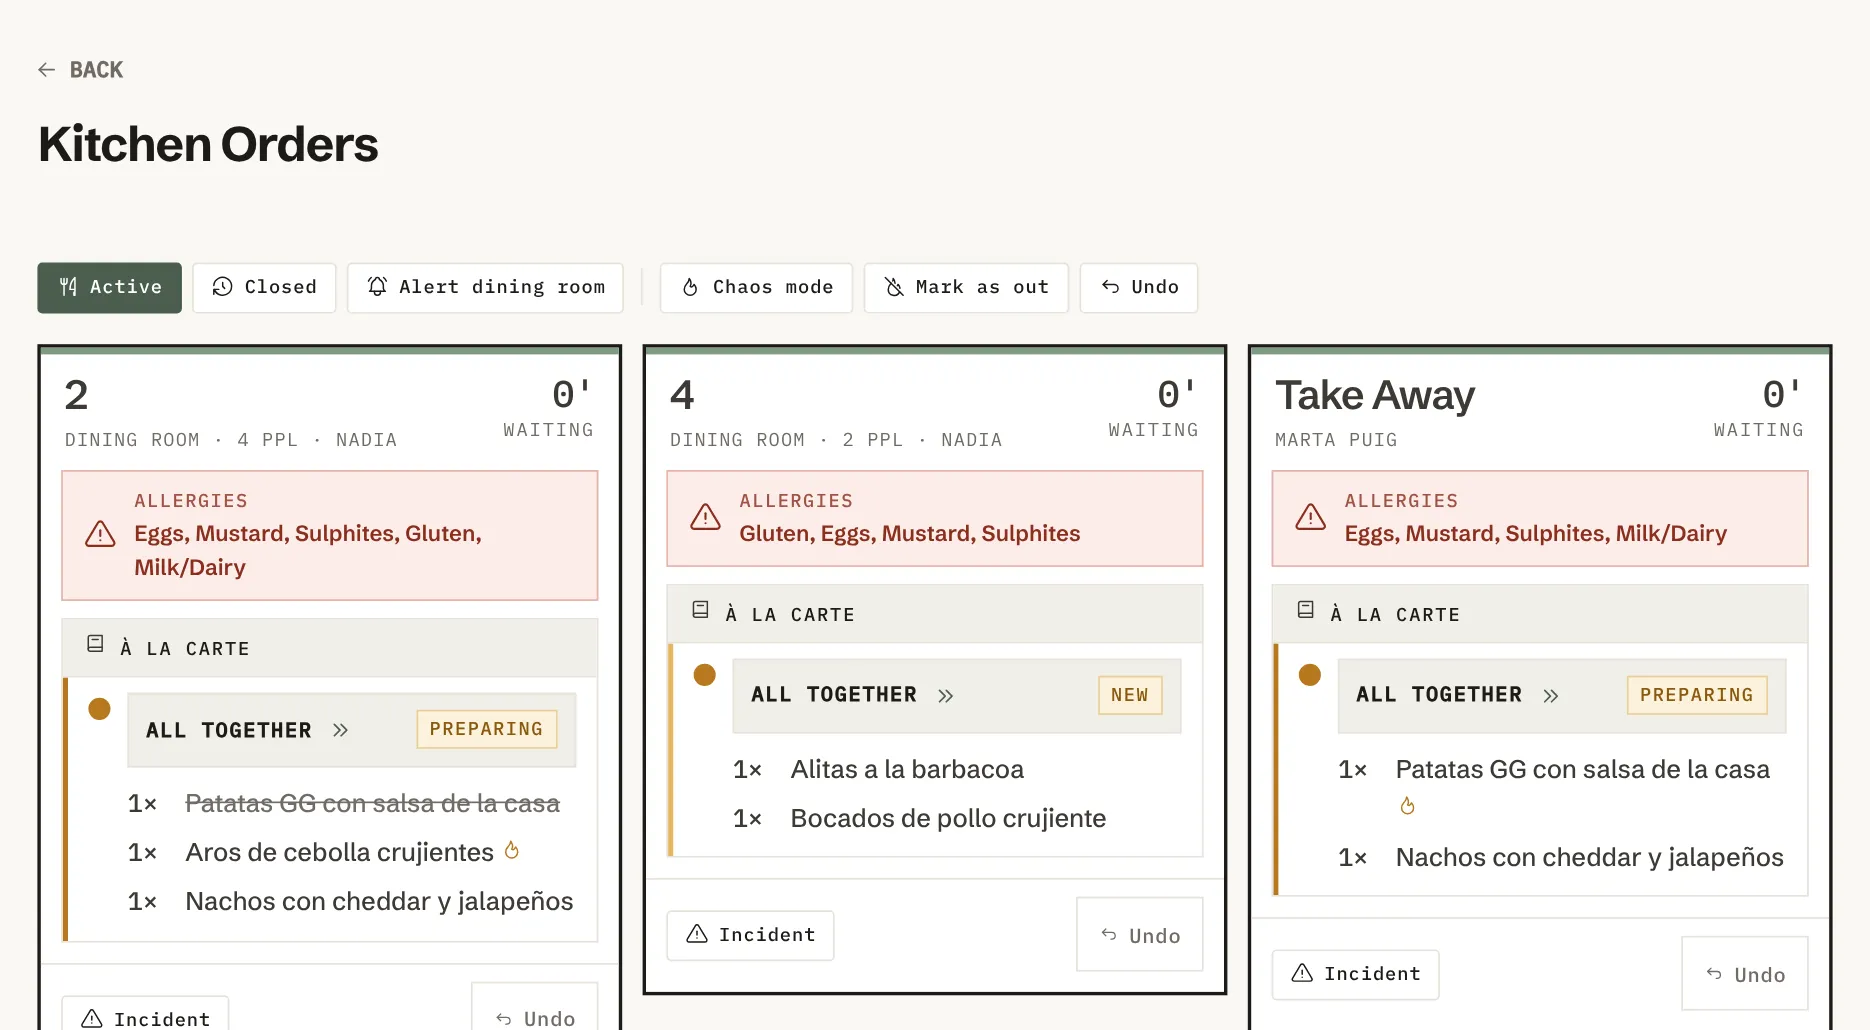 ← BACK
Kitchen Orders
Active
Closed
Alert dining room
Chaos mode
Mark as out
Undo
2
0'
DINING ROOM · 4 PPL · NADIA
WAITING
ALLERGIES
Eggs, Mustard, Sulphites, Gluten,
Milk/Dairy
À LA CARTE
ALL TOGETHER »
PREPARING
1× Patatas GG con salsa de la casa
1× Aros de cebolla crujientes
1× Nachos con cheddar y jalapeños
Incident
Undo
4
0'
DINING ROOM · 2 PPL · NADIA
WAITING
ALLERGIES
Gluten, Eggs, Mustard, Sulphites
À LA CARTE
ALL TOGETHER »
NEW
1× Alitas a la barbacoa
1× Bocados de pollo crujiente
Incident
Undo
Take Away
0'
MARTA PUIG
WAITING
ALLERGIES
Eggs, Mustard, Sulphites, Milk/Dairy
À LA CARTE
ALL TOGETHER »
PREPARING
1× Patatas GG con salsa de la casa
1× Nachos con cheddar y jalapeños
Incident
Undo